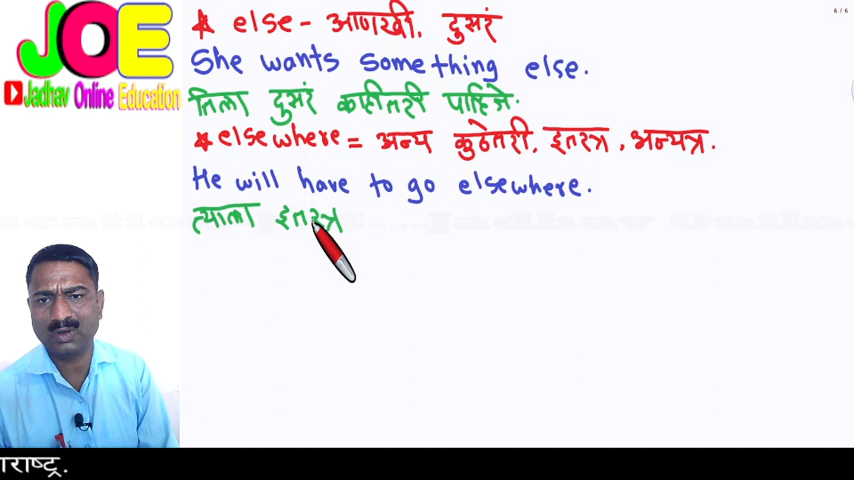 JOE
Jadhav Online Education
6 / 6
* else - आणखी, दुसरं
She wants something else.
तिला दुसरं काहीतरी पाहिजे.
* elsewhere = अन्य कुठेतरी, इतरत्र, अन्यत्र.
He will have to go elsewhere.
त्याला इतरत्र
ाराष्ट्र.